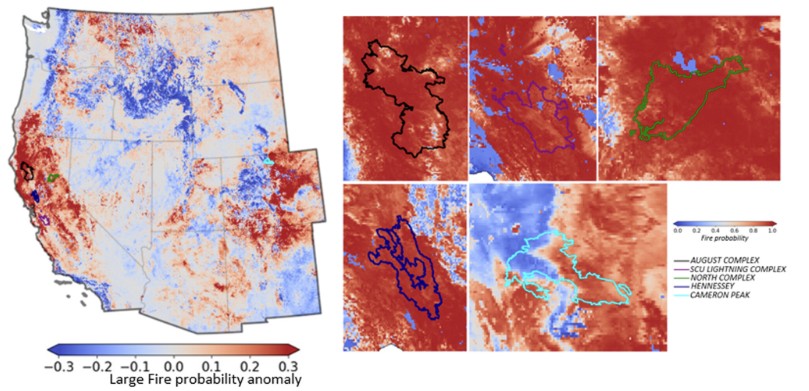 −0.3 −0.2 −0.1 0.0 0.1 0.2 0.3
Large Fire probability anomaly
0.0 0.2 0.4 0.6 0.8 1.0
Fire probability
AUGUST COMPLEX
SCU LIGHTNING COMPLEX
NORTH COMPLEX
HENNESSEY
CAMERON PEAK